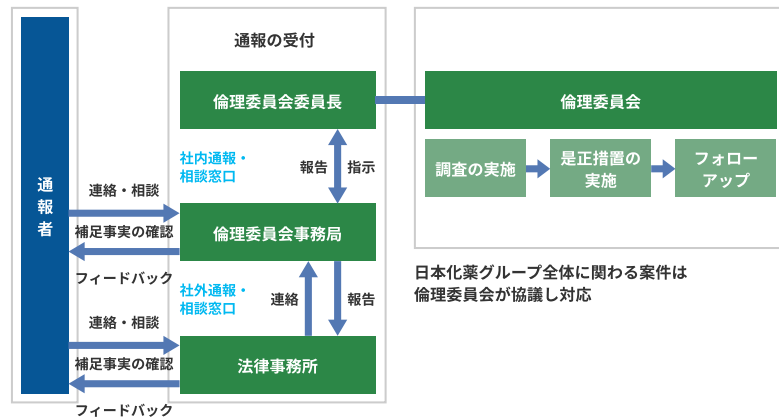 通報の受付
倫理委員会委員長
倫理委員会
社内通報・
相談窓口
報告
指示
調査の実施
是正措置の
実施
フォロー
アップ
通報者
連絡・相談
補足事実の確認
フィードバック
倫理委員会事務局
社外通報・
相談窓口
連絡
報告
日本化薬グループ全体に関わる案件は
倫理委員会が協議し対応
連絡・相談
補足事実の確認
フィードバック
法律事務所